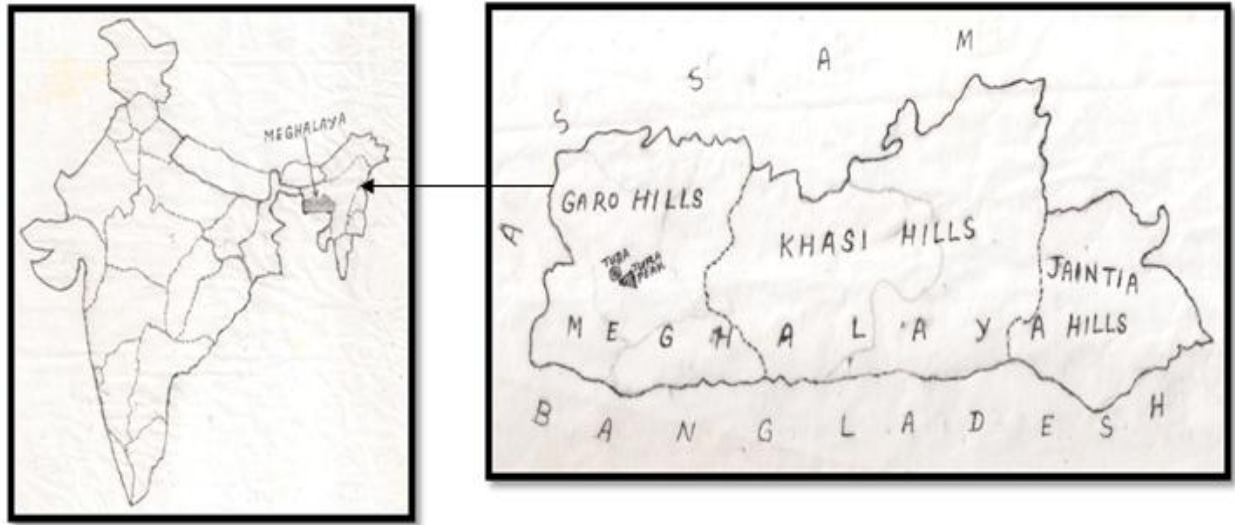 MEGHALAYA
A S S A M
GARO HILLS
KHASI HILLS
TURA
TURA PEAK
JAINTIA HILLS
M E G H A L A Y A
B A N G L A D E S H